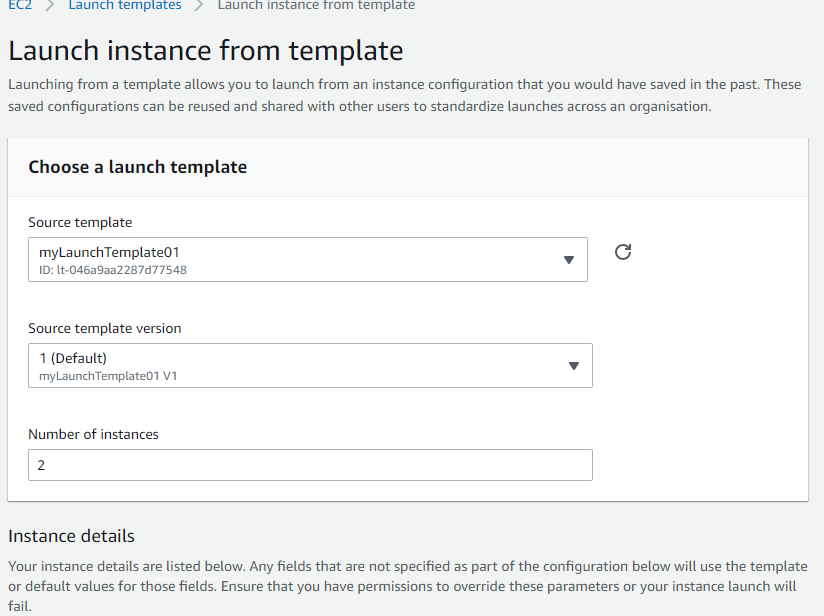 EC2 > Launch templates > Launch instance from template
Launch instance from template
Launching from a template allows you to launch from an instance configuration that you would have saved in the past. These
saved configurations can be reused and shared with other users to standardize launches across an organisation.
Choose a launch template
Source template
myLaunchTemplate01
ID: lt-046a9aa2287d77548
Source template version
1 (Default)
myLaunchTemplate01 V1
Number of instances
2
Instance details
Your instance details are listed below. Any fields that are not specified as part of the configuration below will use the template
or default values for those fields. Ensure that you have permissions to override these parameters or your instance launch will
fail.